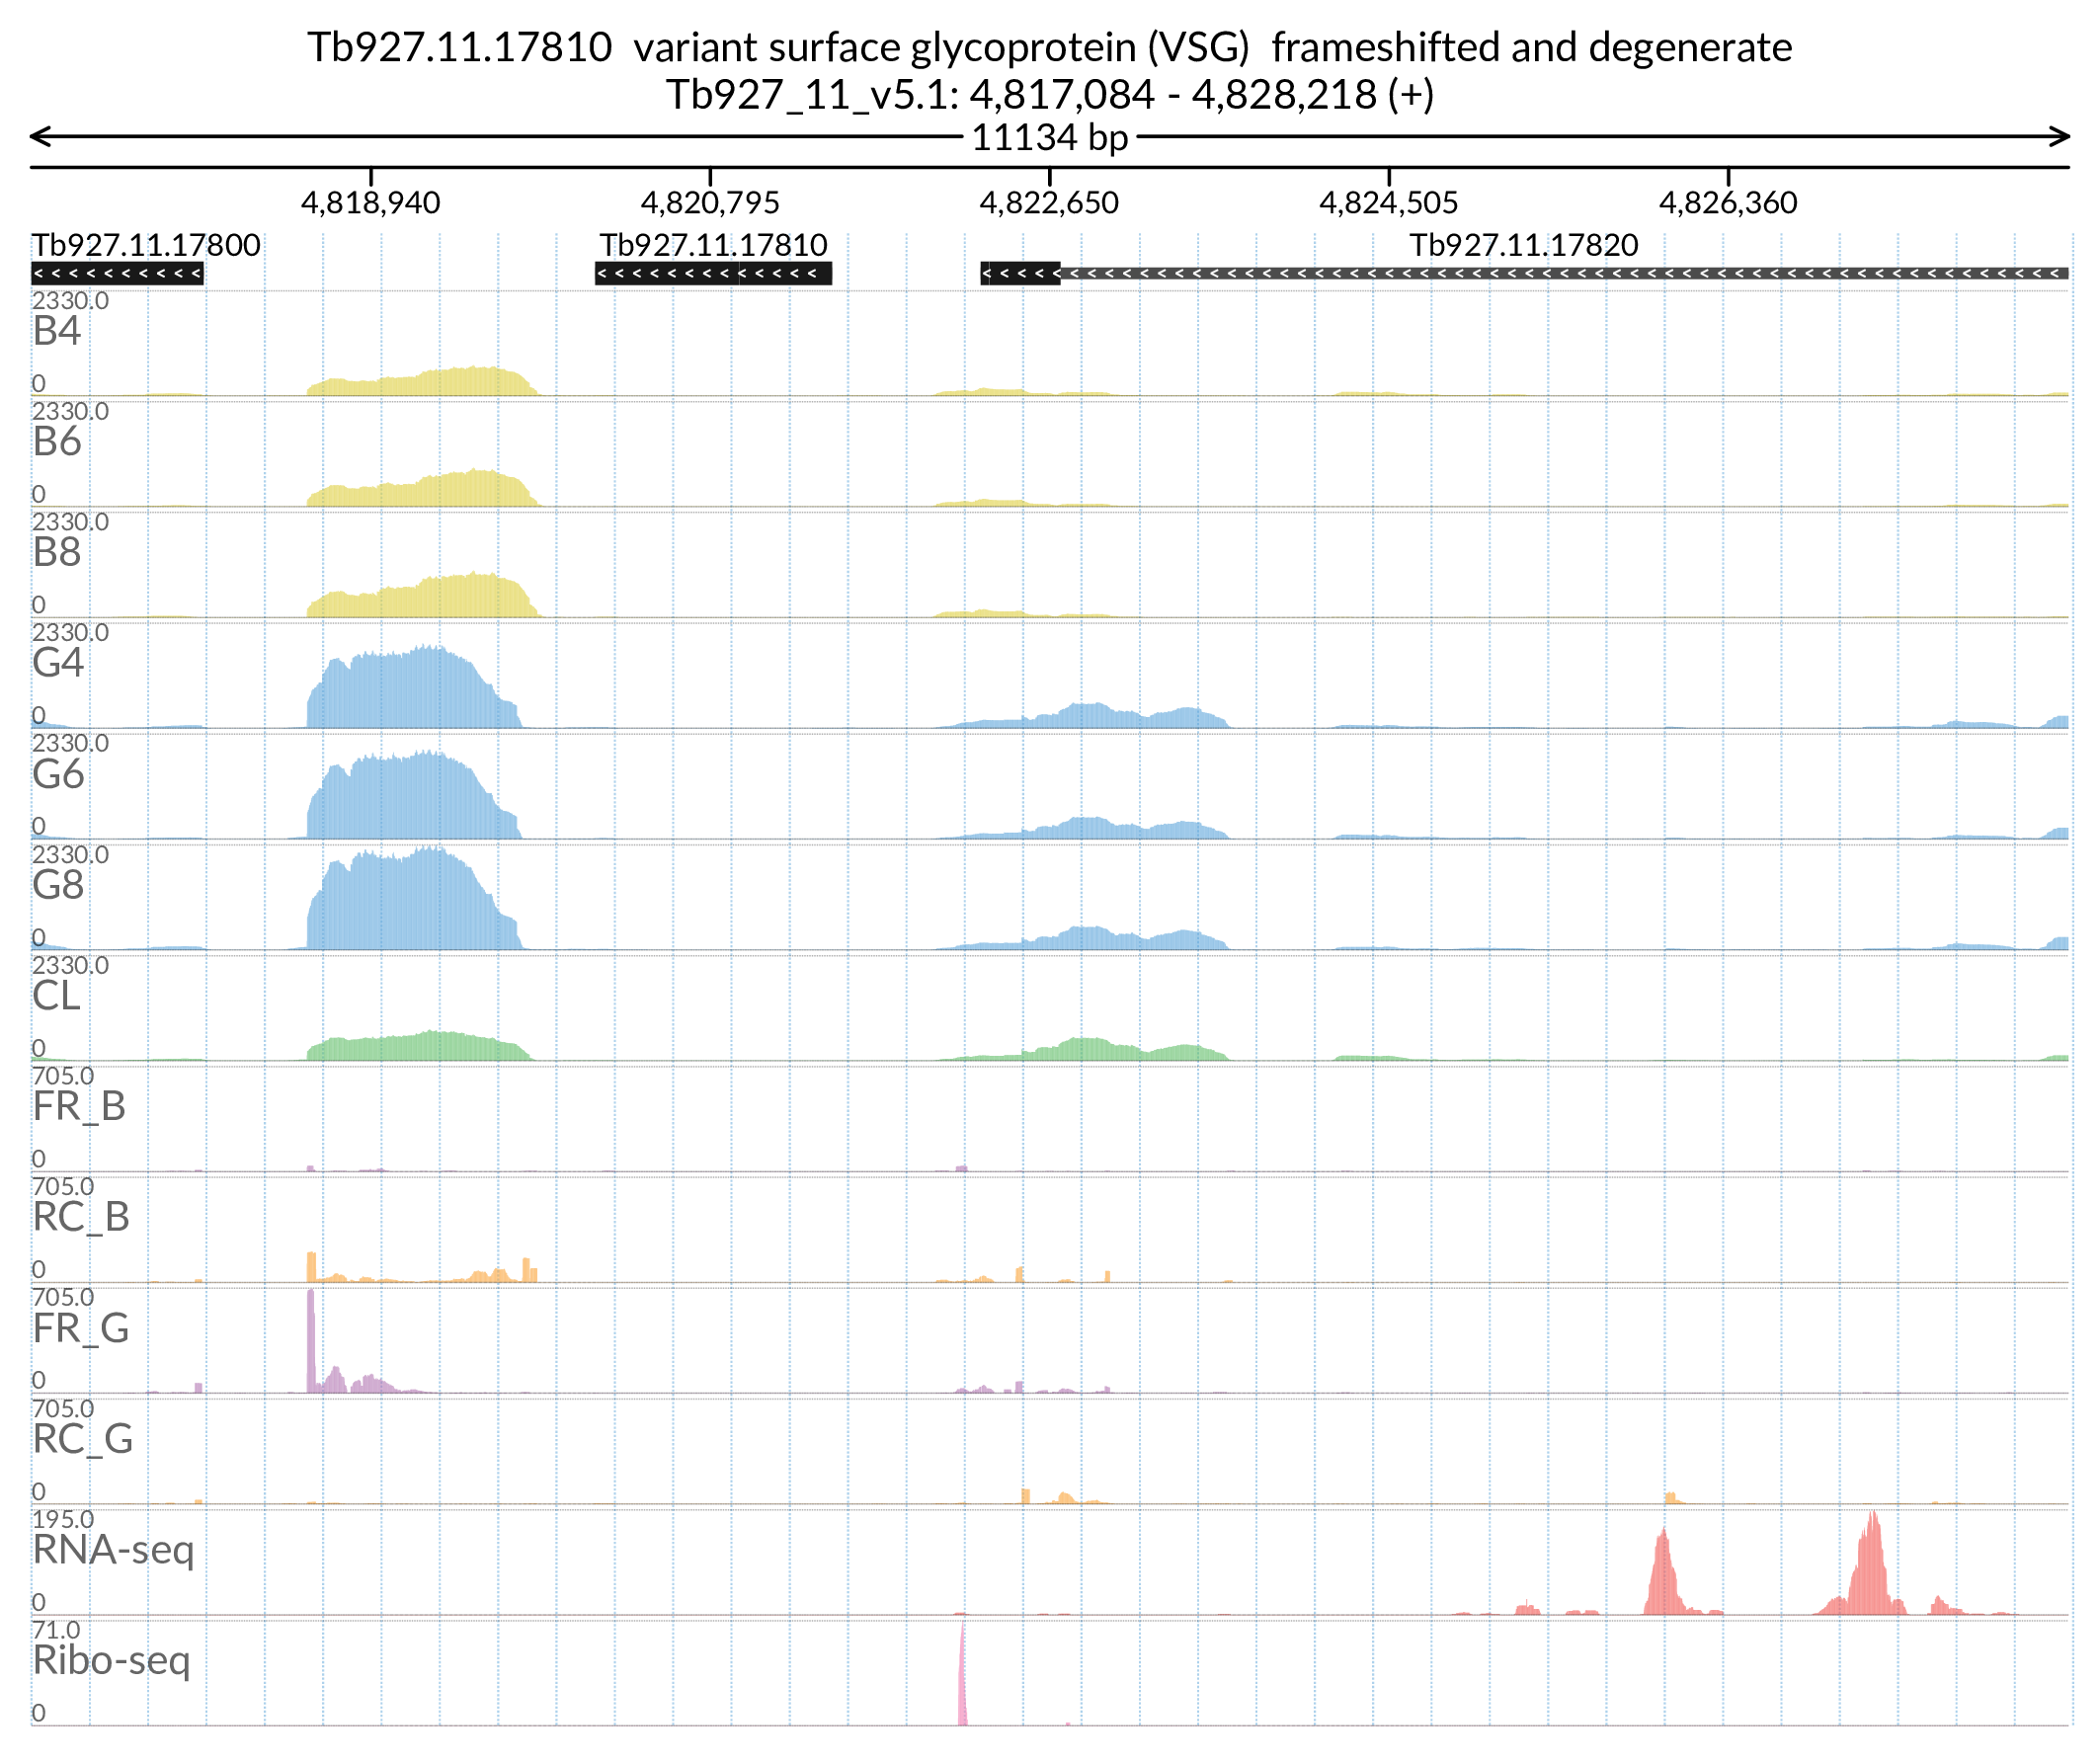 Tb927.11.17810  variant surface glycoprotein (VSG)  frameshifted and degenerate
Tb927_11_v5.1: 4,817,084 - 4,828,218 (+)
11134 bp
4,818,940 4,820,795 4,822,650 4,824,505 4,826,360
Tb927.11.17800 Tb927.11.17810 Tb927.11.17820
2330.0
B4
0
2330.0
B6
0
2330.0
B8
0
2330.0
G4
0
2330.0
G6
0
2330.0
G8
0
2330.0
CL
0
705.0
FR_B
0
705.0
RC_B
0
705.0
FR_G
0
705.0
RC_G
0
195.0
RNA-seq
0
71.0
Ribo-seq
0